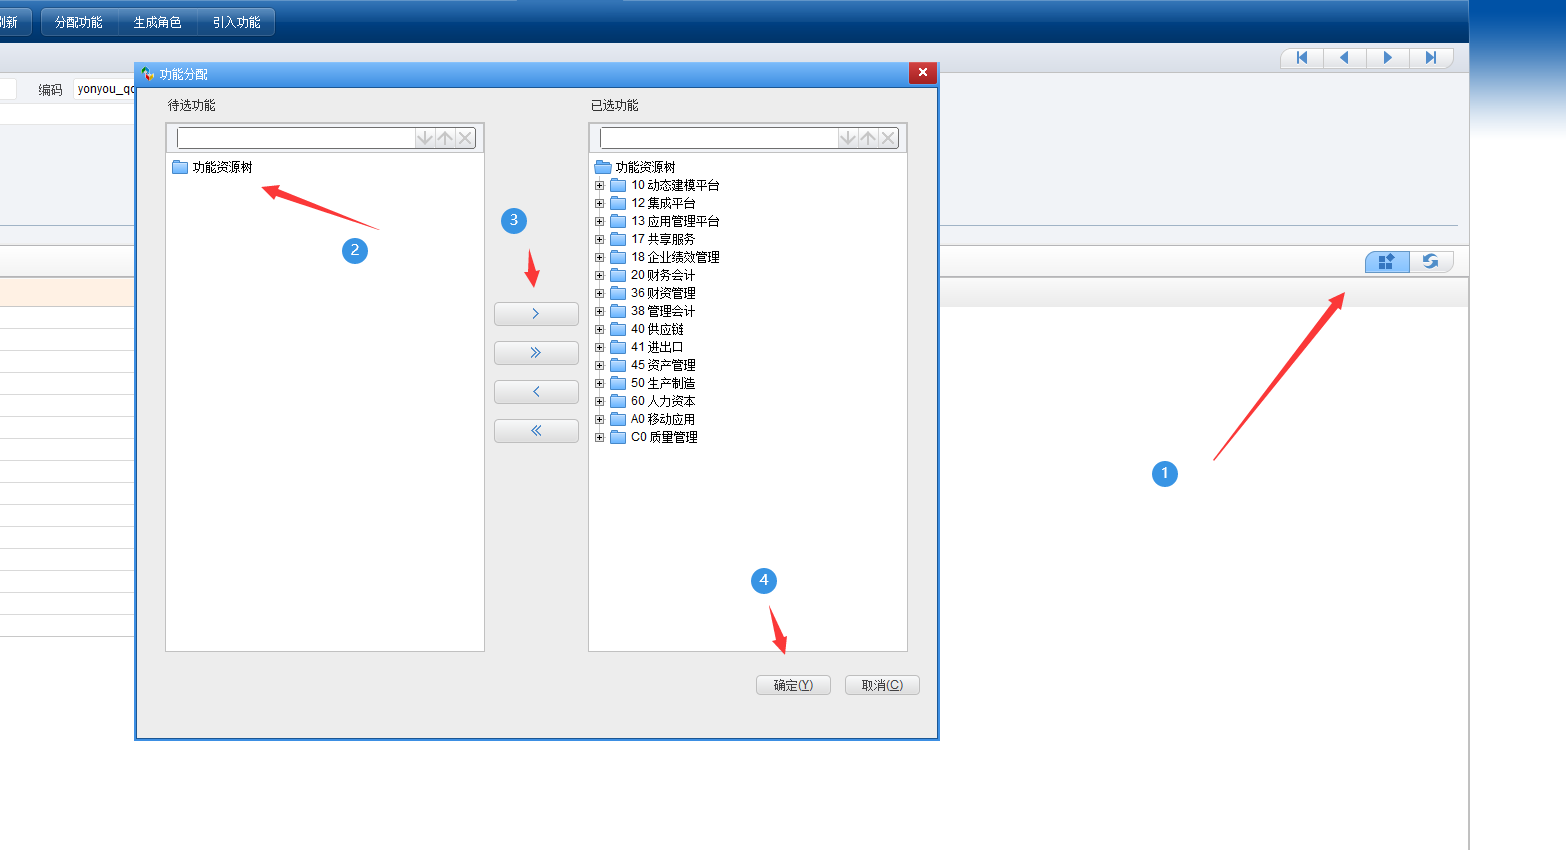 刷新 分配功能 生成角色 引入功能
功能分配
编码 yonyou_qc
待选功能
已选功能
功能资源树
功能资源树
10 动态建模平台
12 集成平台
13 应用管理平台
17 共享服务
18 企业绩效管理
20 财务会计
36 财资管理
38 管理会计
40 供应链
41 进出口
45 资产管理
50 生产制造
60 人力资本
A0 移动应用
C0 质量管理
3
2
1
4
确定(Y) 取消(C)